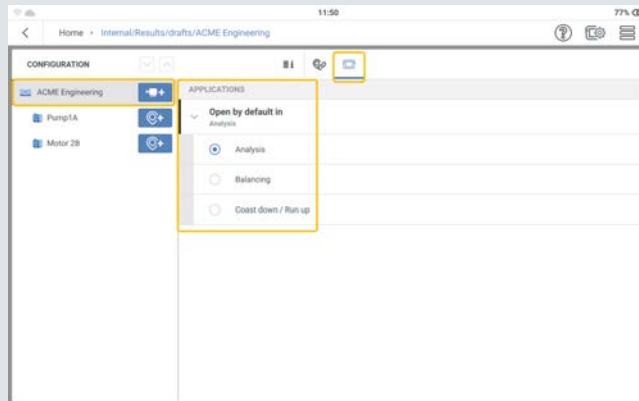 11:50
77%
Home › Internal/Results/drafts/ACME Engineering
CONFIGURATION
ACME Engineering
Pump1A
Motor 2B
APPLICATIONS
Open by default in
Analysis
Analysis
Balancing
Coast down / Run up